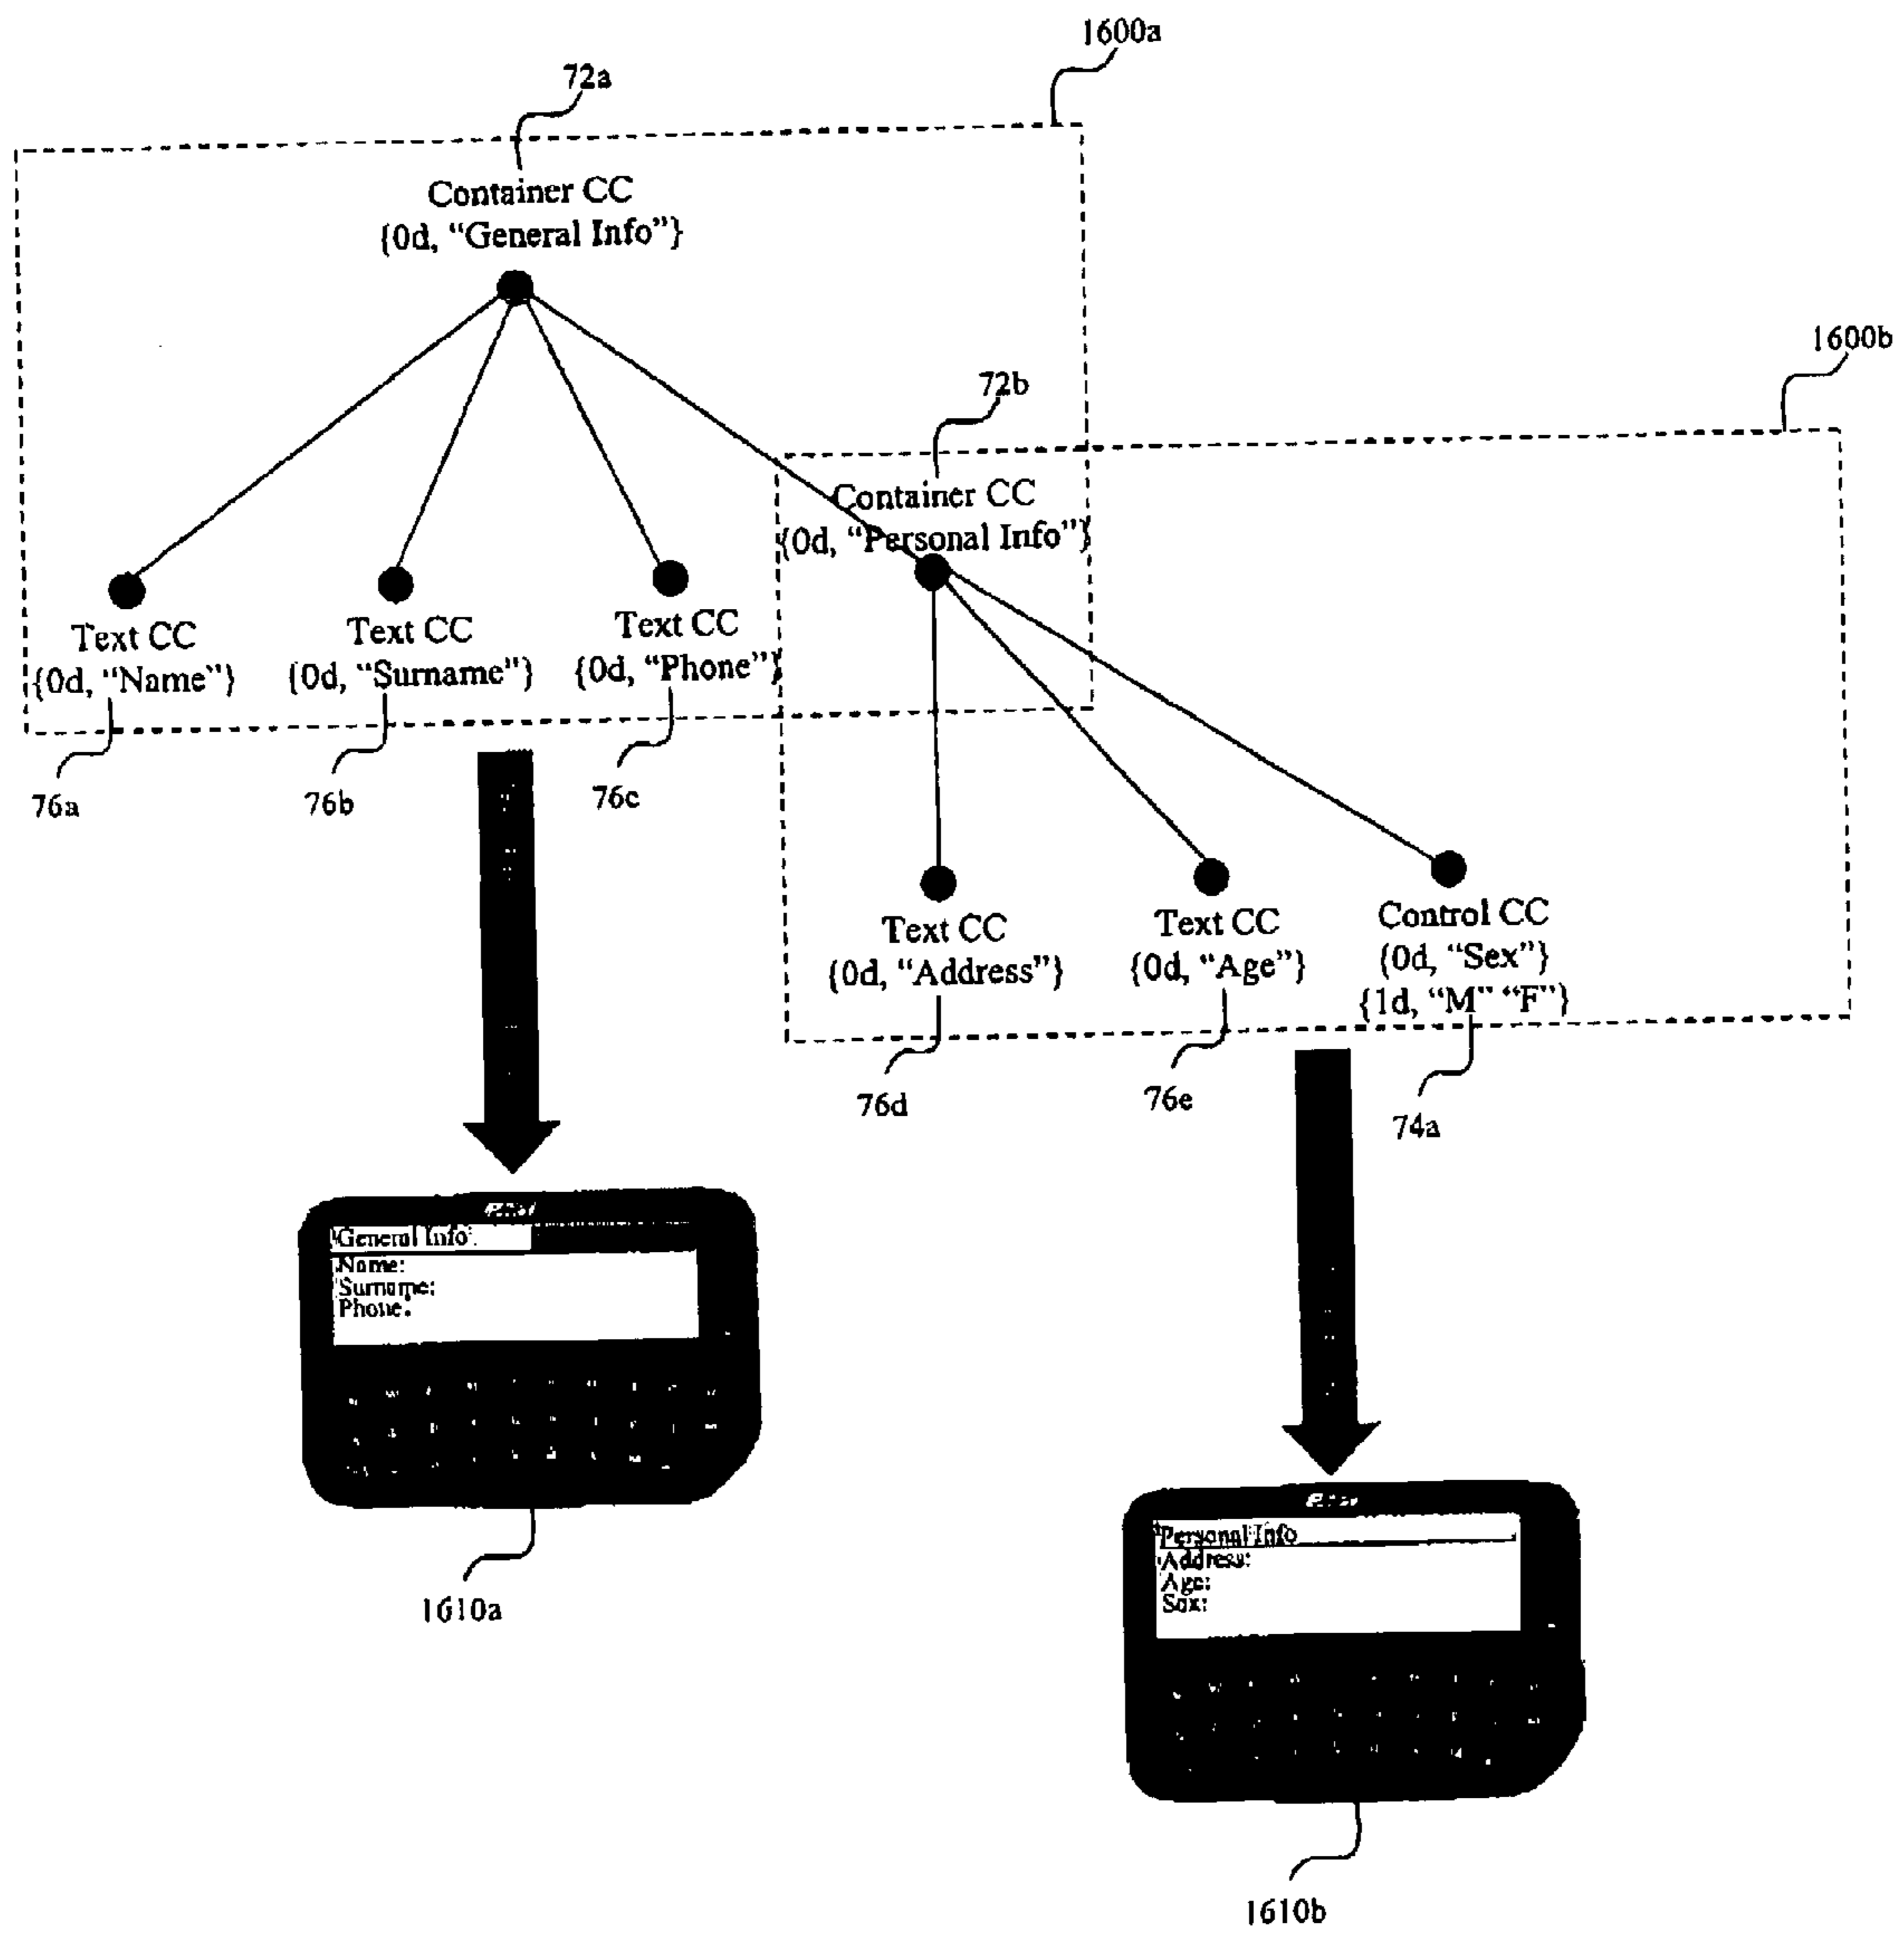 1600a
72a
Container CC
{0d, “General Info”}
1600b
72b
Container CC
{0d, “Personal Info”}
Text CC
{0d, “Name”}
Text CC
{0d, “Surname”}
Text CC
{0d, “Phone”}
76a
76b
76c
Text CC
{0d, “Address”}
Text CC
{0d, “Age”}
Control CC
{0d, “Sex”}
{1d, “M” “F”}
76d
76e
74a
General Info
Name:
Surname:
Phone:
1610a
Personal Info
Address:
Age:
Sex:
1610b